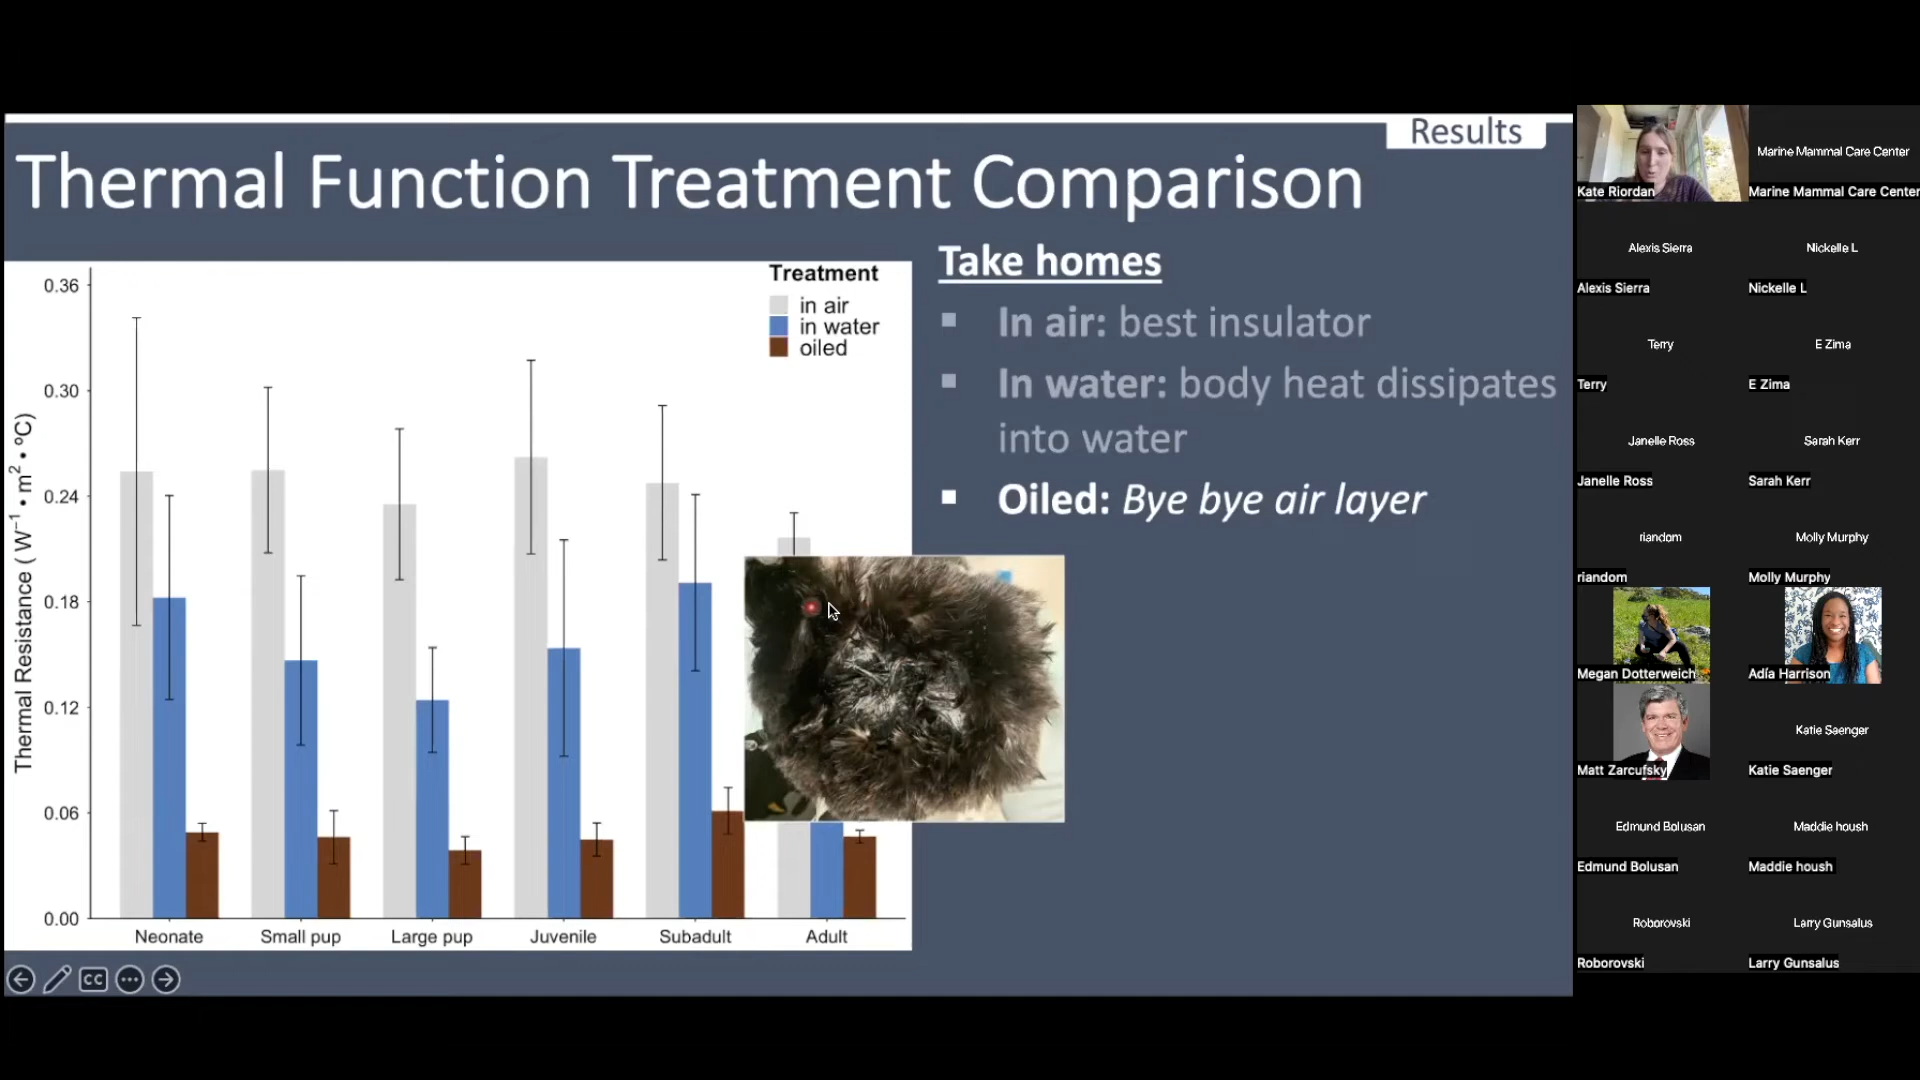 Results
Thermal Function Treatment Comparison
Take homes
▪ In air: best insulator
▪ In water: body heat dissipates
into water
▪ Oiled: Bye bye air layer
Treatment
in air
in water
oiled
Thermal Resistance ( W⁻¹ • m² • °C)
0.36
0.30
0.24
0.18
0.12
0.06
0.00
Neonate Small pup Large pup Juvenile Subadult Adult
CC
Kate Riordan
Marine Mammal Care Center
Marine Mammal Care Center
Alexis Sierra
Alexis Sierra
Nickelle L
Nickelle L
Terry
Terry
E Zima
E Zima
Janelle Ross
Janelle Ross
Sarah Kerr
Sarah Kerr
riandom
riandom
Molly Murphy
Molly Murphy
Megan Dotterweich
Adía Harrison
Matt Zarcufsky
Katie Saenger
Katie Saenger
Edmund Bolusan
Edmund Bolusan
Maddie housh
Maddie housh
Roborovski
Roborovski
Larry Gunsalus
Larry Gunsalus